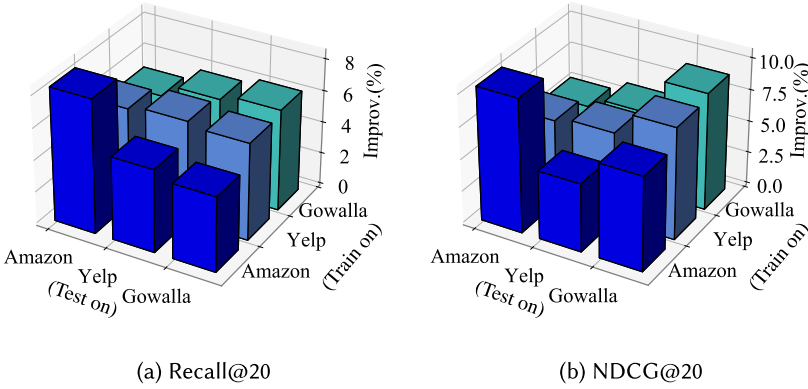 8
6
4
2
0
Improv.(%)
Gowalla
Yelp
Amazon
(Train on)
Amazon
Yelp
Gowalla
(Test on)
(a) Recall@20
10.0
7.5
5.0
2.5
0.0
Improv.(%)
Gowalla
Yelp
Amazon
(Train on)
Amazon
Yelp
Gowalla
(Test on)
(b) NDCG@20